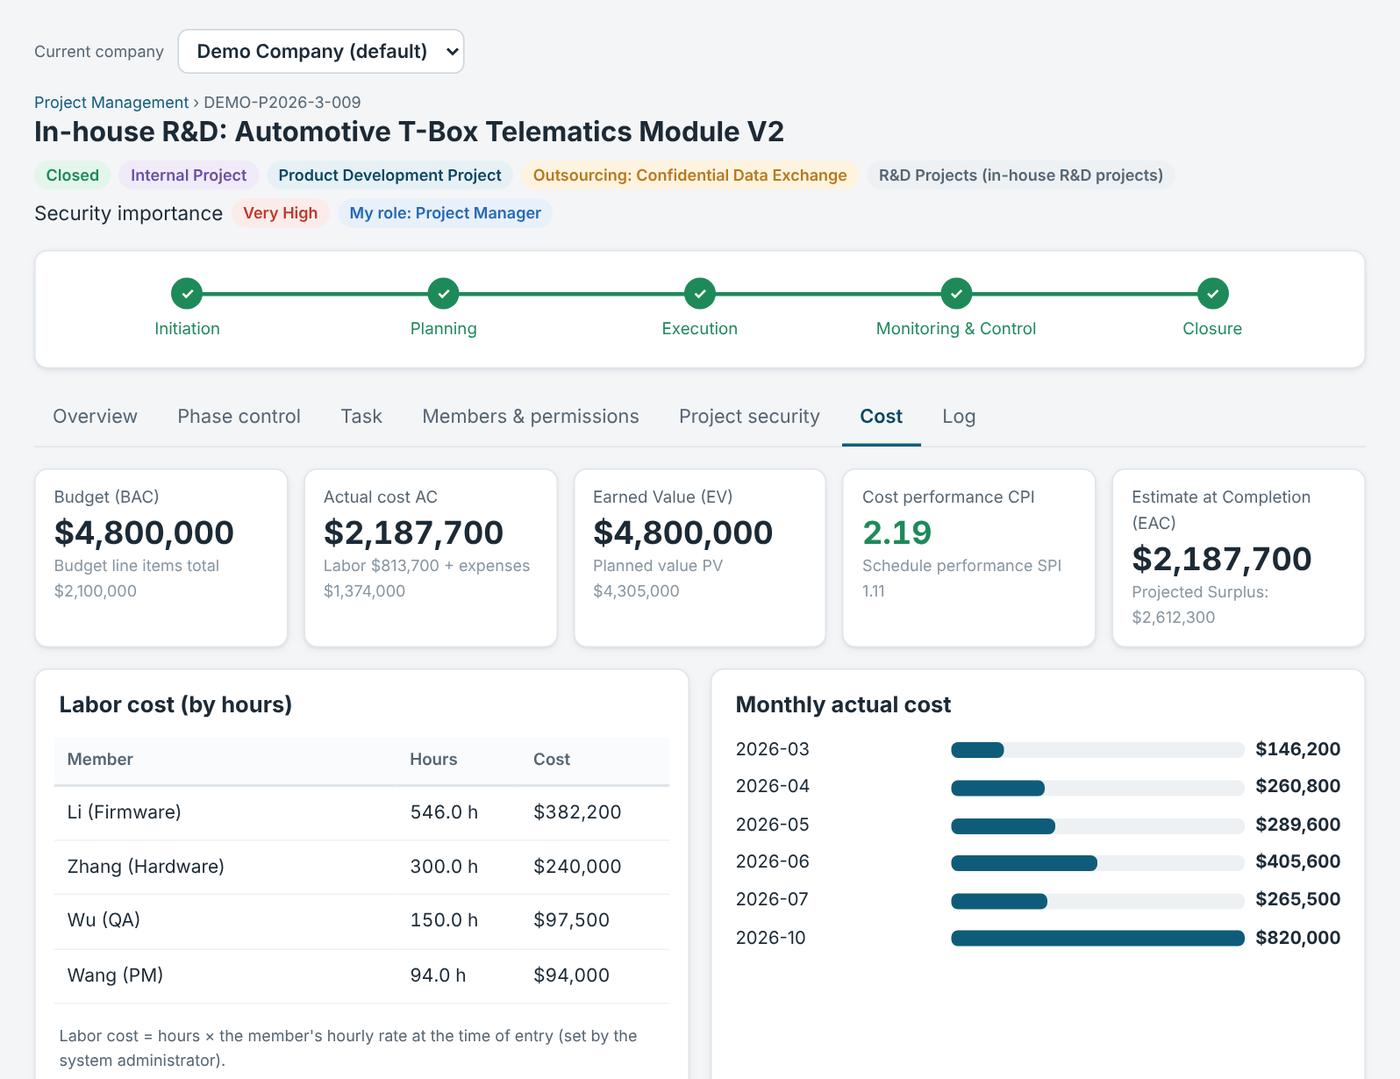 Current company
Demo Company (default)
Project Management › DEMO-P2026-3-009
In-house R&D: Automotive T-Box Telematics Module V2
Closed
Internal Project
Product Development Project
Outsourcing: Confidential Data Exchange
R&D Projects (in-house R&D projects)
Security importance
Very High
My role: Project Manager
Initiation
Planning
Execution
Monitoring & Control
Closure
Overview
Phase control
Task
Members & permissions
Project security
Cost
Log
Budget (BAC)
$4,800,000
Budget line items total
$2,100,000
Actual cost AC
$2,187,700
Labor $813,700 + expenses
$1,374,000
Earned Value (EV)
$4,800,000
Planned value PV
$4,305,000
Cost performance CPI
2.19
Schedule performance SPI
1.11
Estimate at Completion
(EAC)
$2,187,700
Projected Surplus:
$2,612,300
Labor cost (by hours)
Member Hours Cost
Li (Firmware) 546.0 h $382,200
Zhang (Hardware) 300.0 h $240,000
Wu (QA) 150.0 h $97,500
Wang (PM) 94.0 h $94,000
Labor cost = hours × the member's hourly rate at the time of entry (set by the
system administrator).
Monthly actual cost
2026-03 $146,200
2026-04 $260,800
2026-05 $289,600
2026-06 $405,600
2026-07 $265,500
2026-10 $820,000